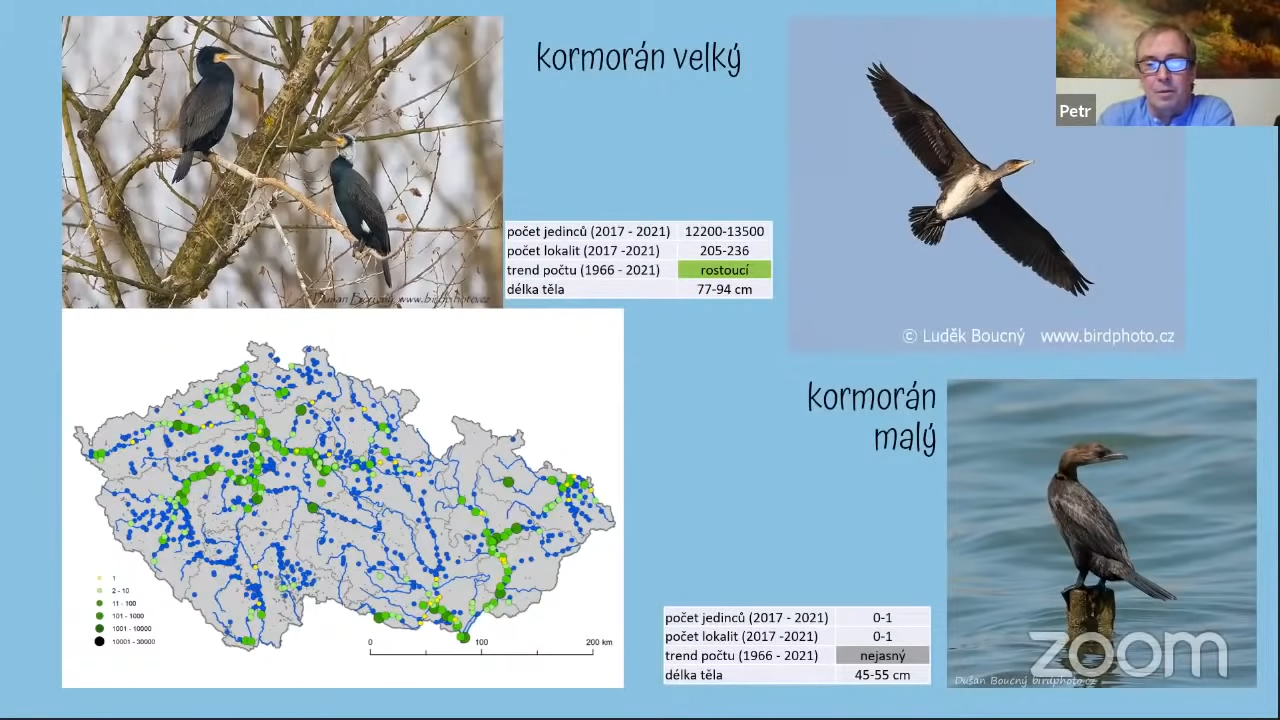 kormorán velký
Petr
počet jedinců (2017 - 2021) 12200-13500
počet lokalit (2017 -2021) 205-236
trend počtu (1966 - 2021) rostoucí
délka těla 77-94 cm
Dušan Boucný www.birdphoto.cz
© Luděk Boucný www.birdphoto.cz
kormorán
malý
1
2 - 10
11 - 100
101 - 1000
1001 - 10000
10001 - 30000
0 100 200 km
počet jedinců (2017 - 2021) 0-1
počet lokalit (2017 -2021) 0-1
trend počtu (1966 - 2021) nejasný
délka těla 45-55 cm
zoom
Dušan Boucný birdphoto.cz